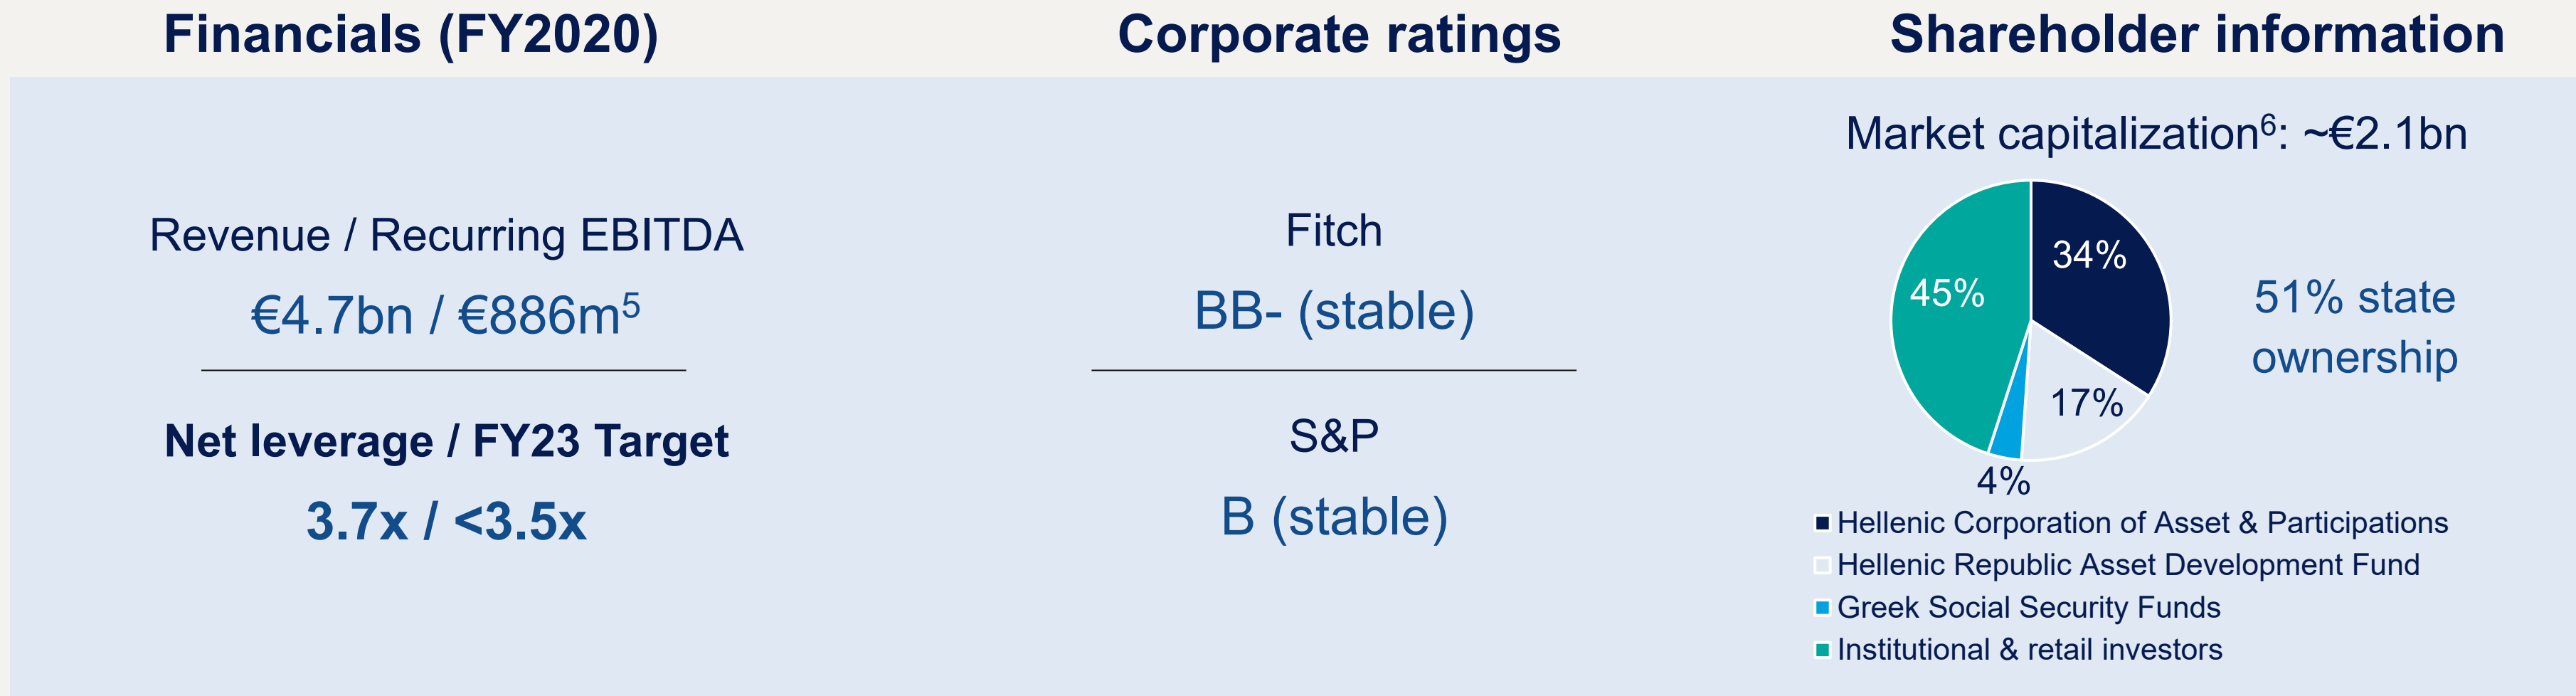 Financials (FY2020)
Revenue / Recurring EBITDA
€4.7bn / €886m⁵
Net leverage / FY23 Target
3.7x / <3.5x
Corporate ratings
Fitch
BB- (stable)
S&P
B (stable)
Shareholder information
Market capitalization⁶: ~€2.1bn
34%
45%
17%
4%
51% state
ownership
Hellenic Corporation of Asset & Participations
Hellenic Republic Asset Development Fund
Greek Social Security Funds
Institutional & retail investors